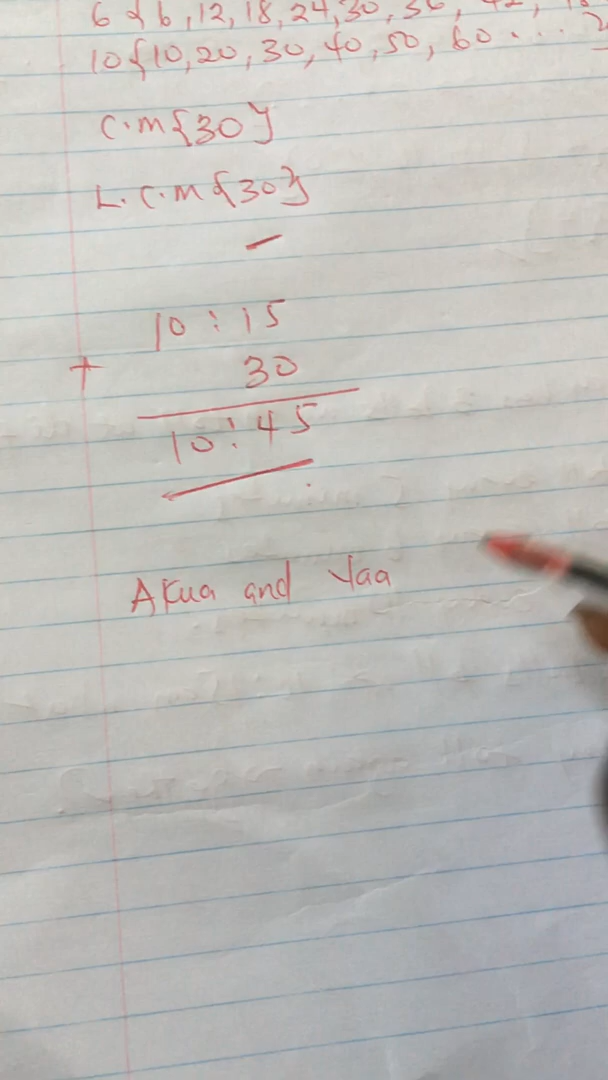 6 { 6, 12, 18, 24, 30, 36,
10 { 10, 20, 30, 40, 50, 60 . . .
C.M {30}
L.C.M {30}
10 : 15
+ 30
10 : 45
Akua and Yaa